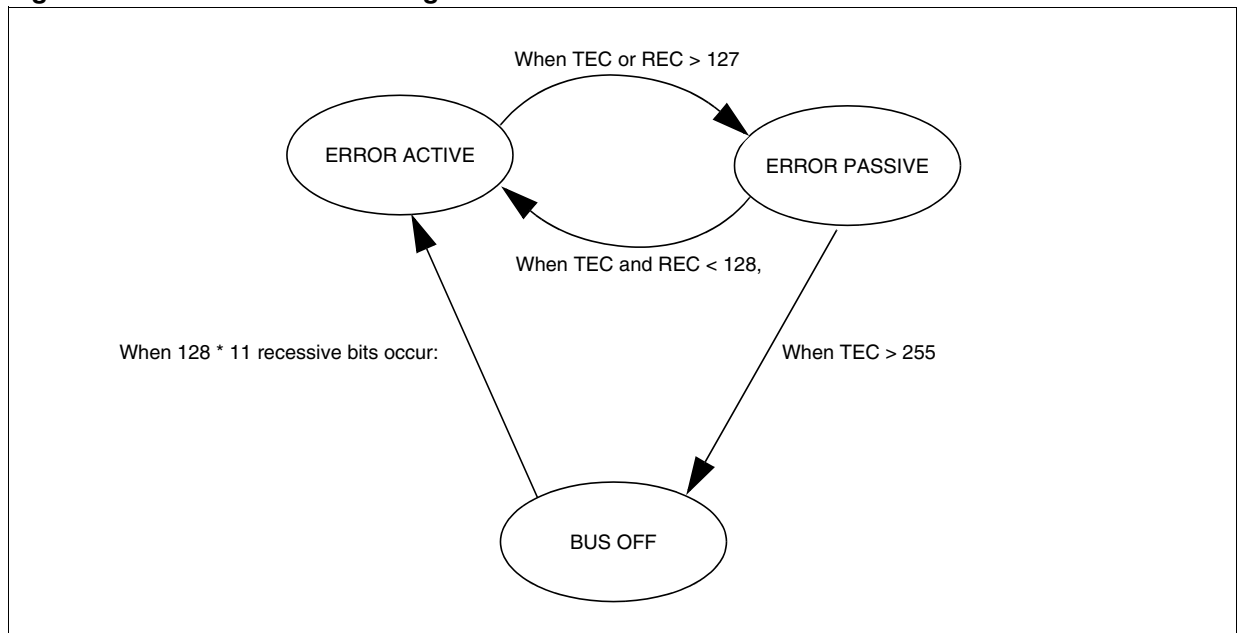 When TEC or REC > 127
ERROR ACTIVE
ERROR PASSIVE
When TEC and REC < 128,
When 128 * 11 recessive bits occur:
When TEC > 255
BUS OFF